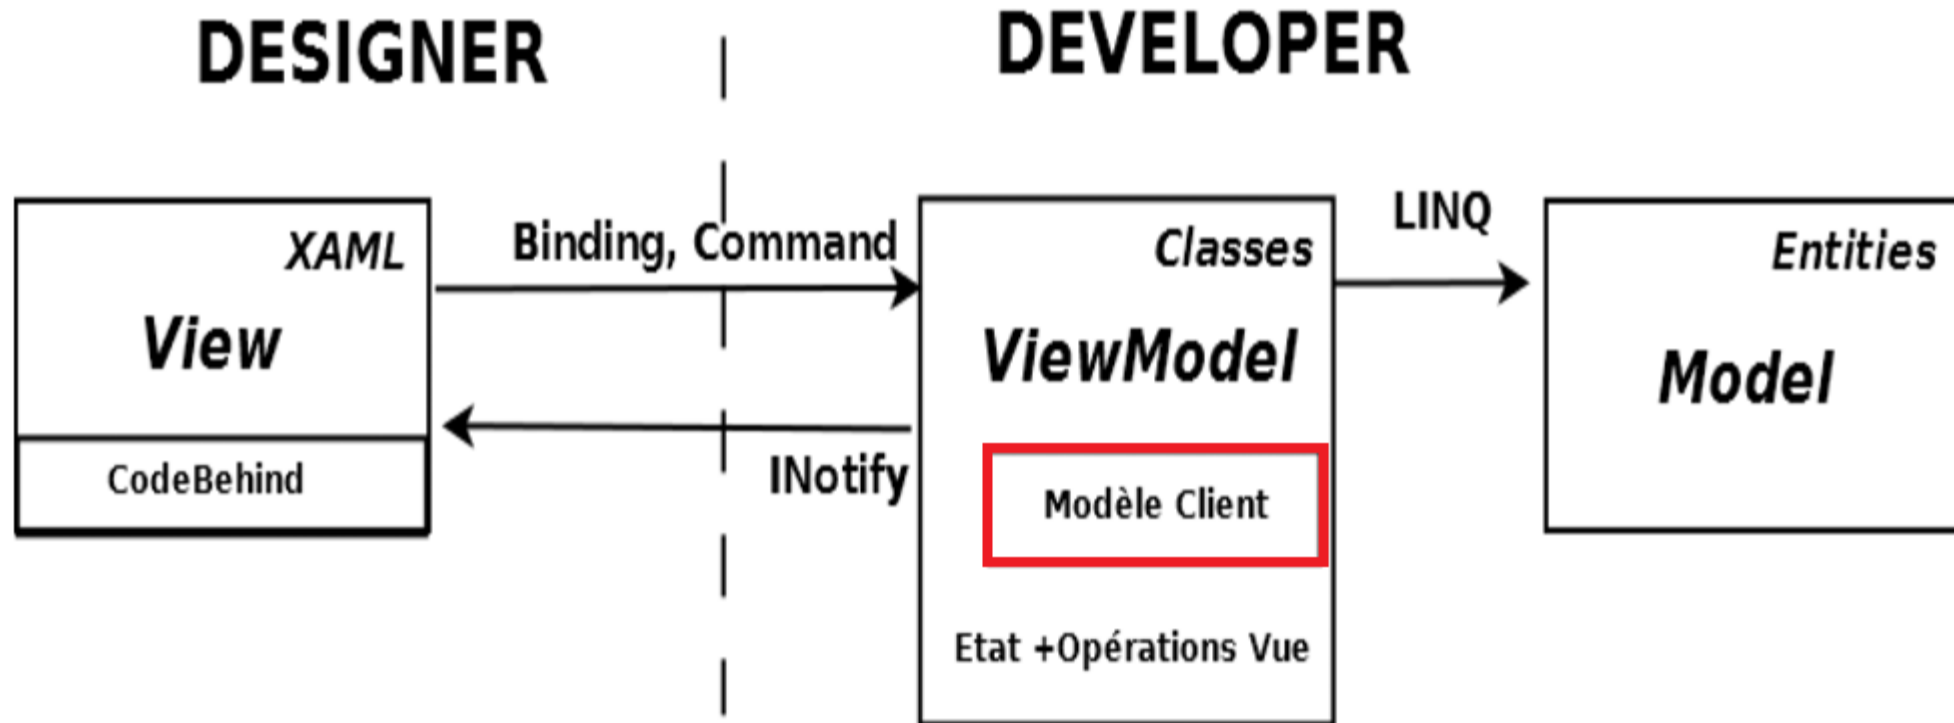 DESIGNER
DEVELOPER
XAML
View
CodeBehind
Binding, Command
INotify
Classes
ViewModel
Modèle Client
Etat +Opérations Vue
LINQ
Entities
Model